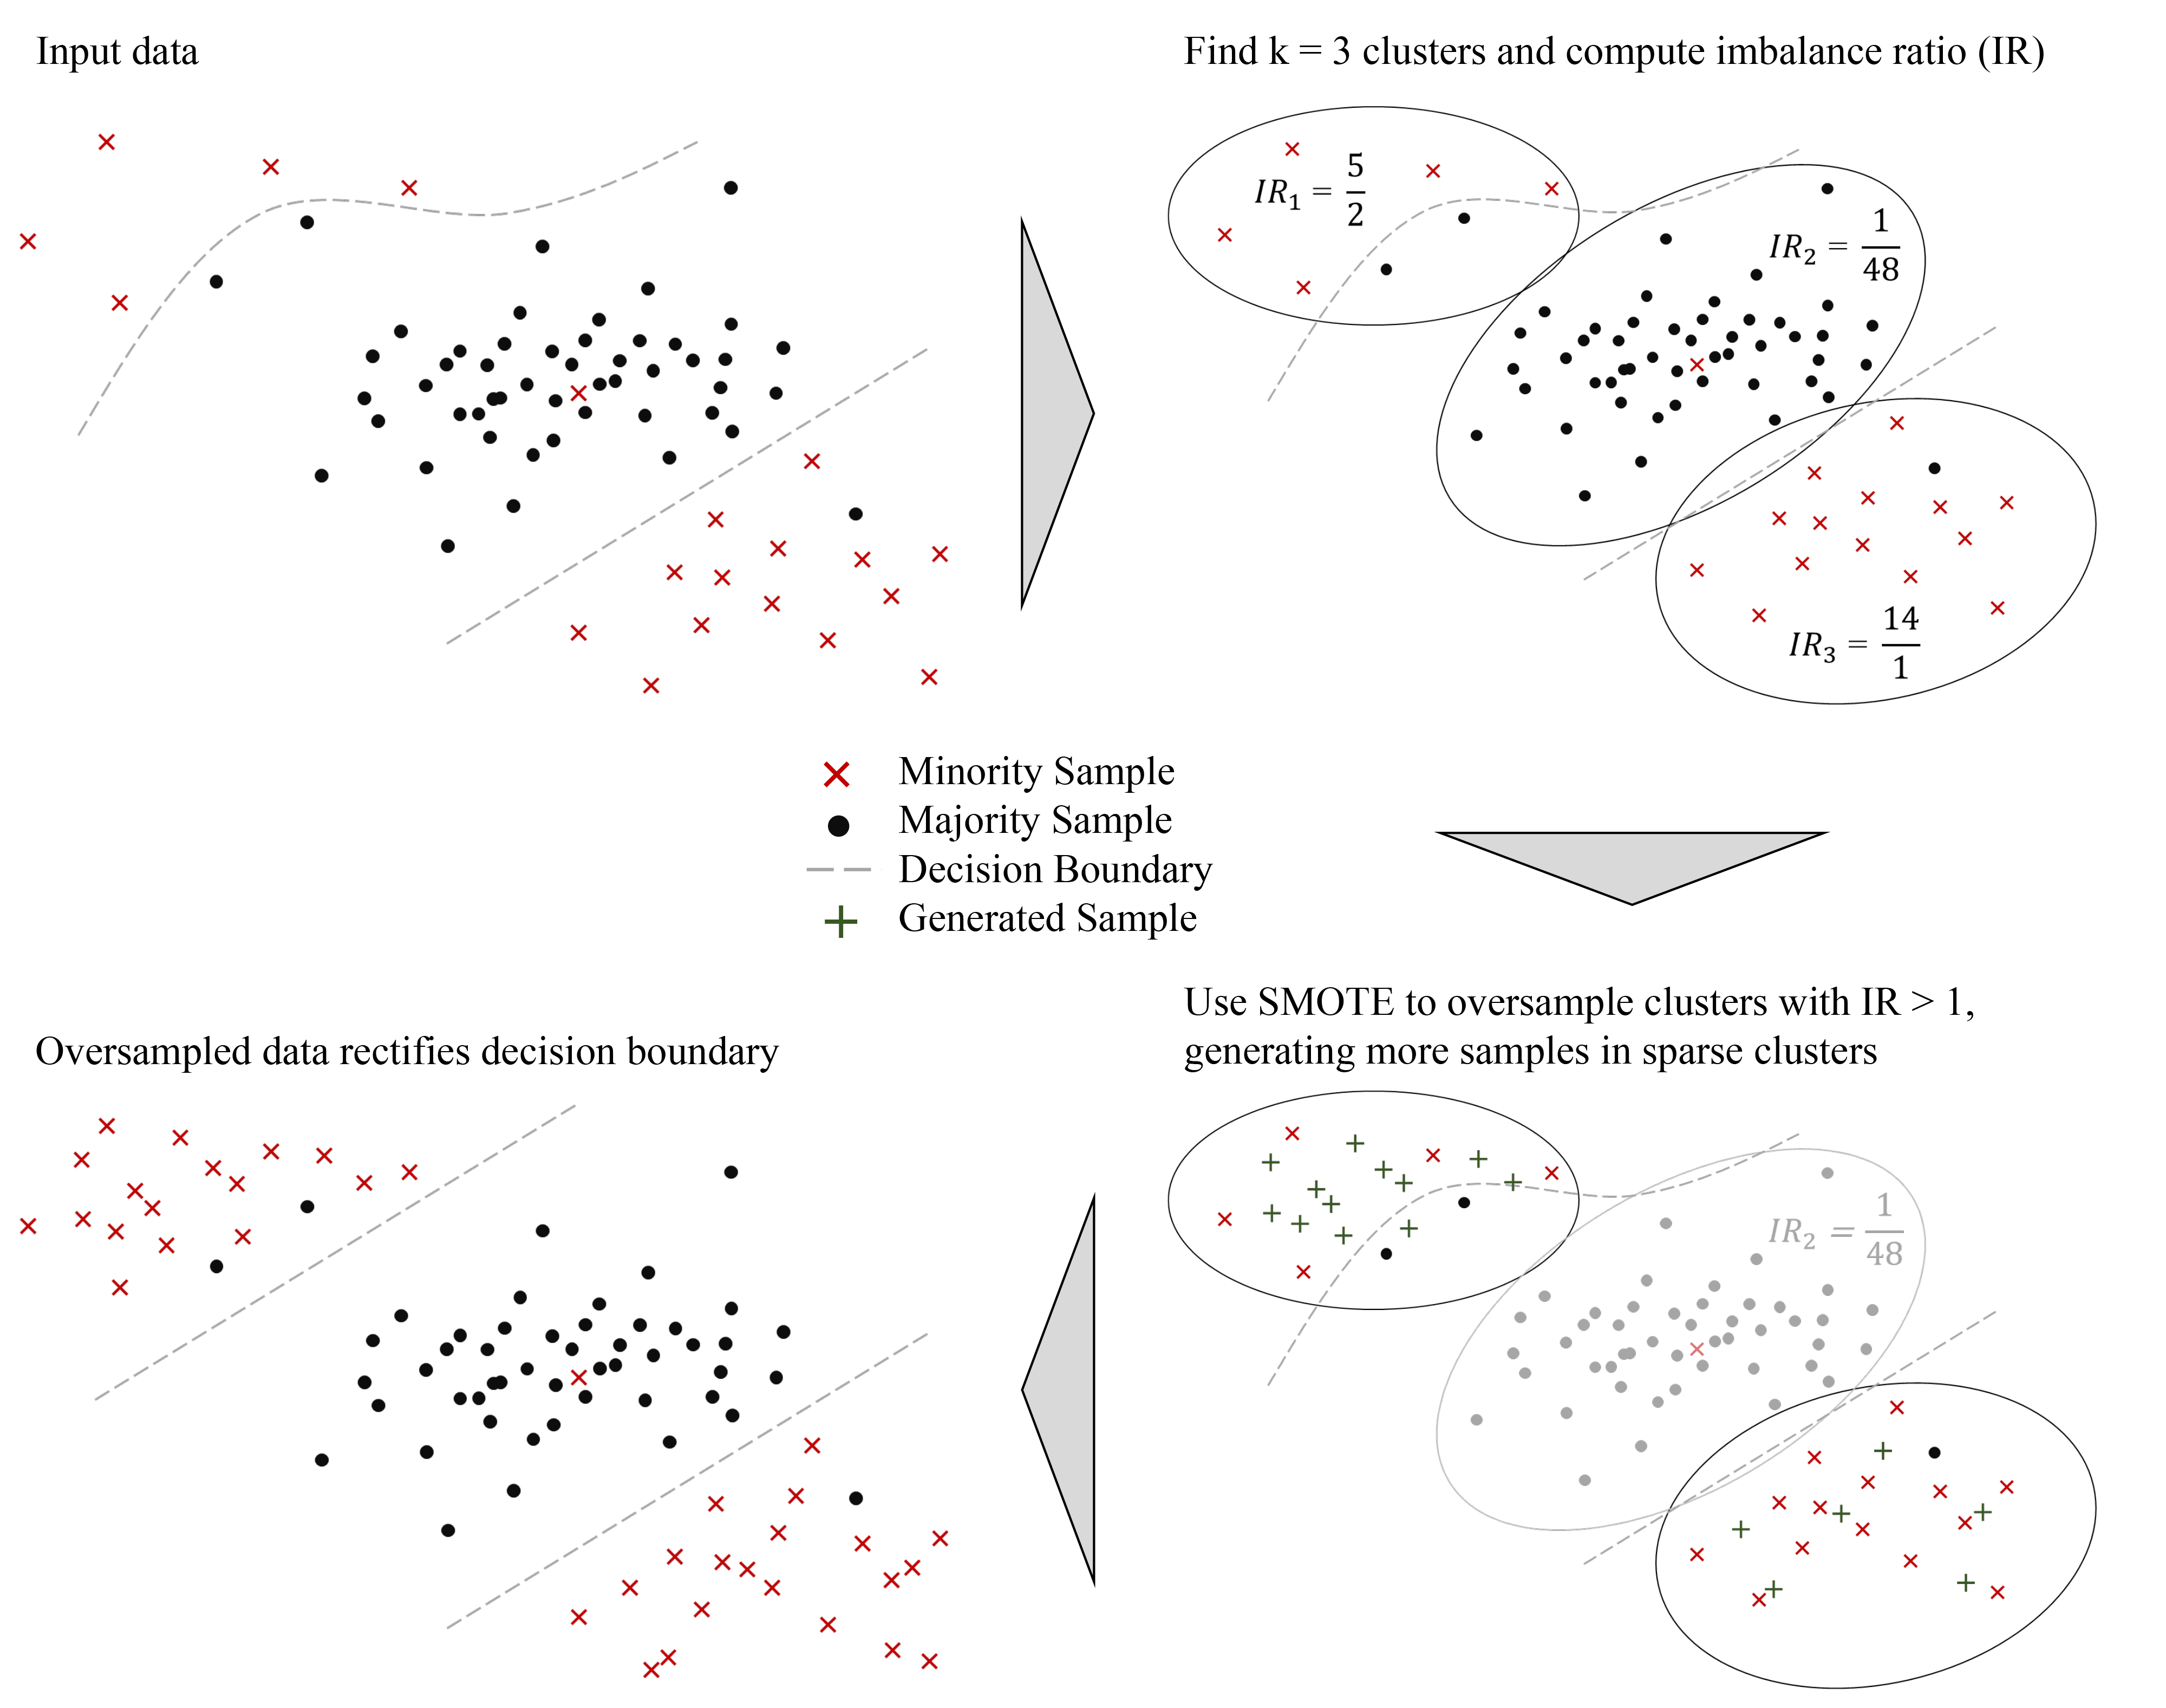 Input data
Find k = 3 clusters and compute imbalance ratio (IR)
IR₁ = 5/2
IR₂ = 1/48
IR₃ = 14/1
Minority Sample
Majority Sample
Decision Boundary
Generated Sample
Use SMOTE to oversample clusters with IR > 1,
generating more samples in sparse clusters
IR₂ = 1/48
Oversampled data rectifies decision boundary